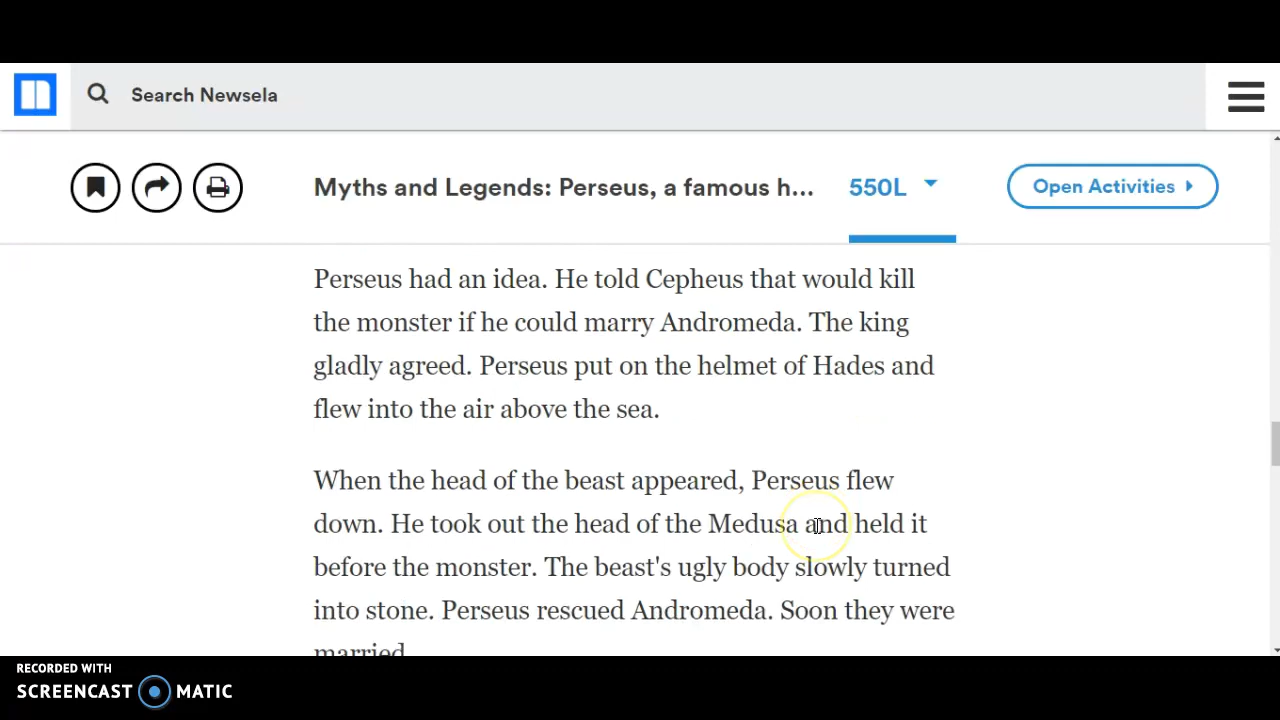 Search Newsela
Myths and Legends: Perseus, a famous h...
550L
Open Activities
Perseus had an idea. He told Cepheus that would kill
the monster if he could marry Andromeda. The king
gladly agreed. Perseus put on the helmet of Hades and
flew into the air above the sea.
When the head of the beast appeared, Perseus flew
down. He took out the head of the Medusa and held it
before the monster. The beast's ugly body slowly turned
into stone. Perseus rescued Andromeda. Soon they were
married
RECORDED WITH
SCREENCAST MATIC